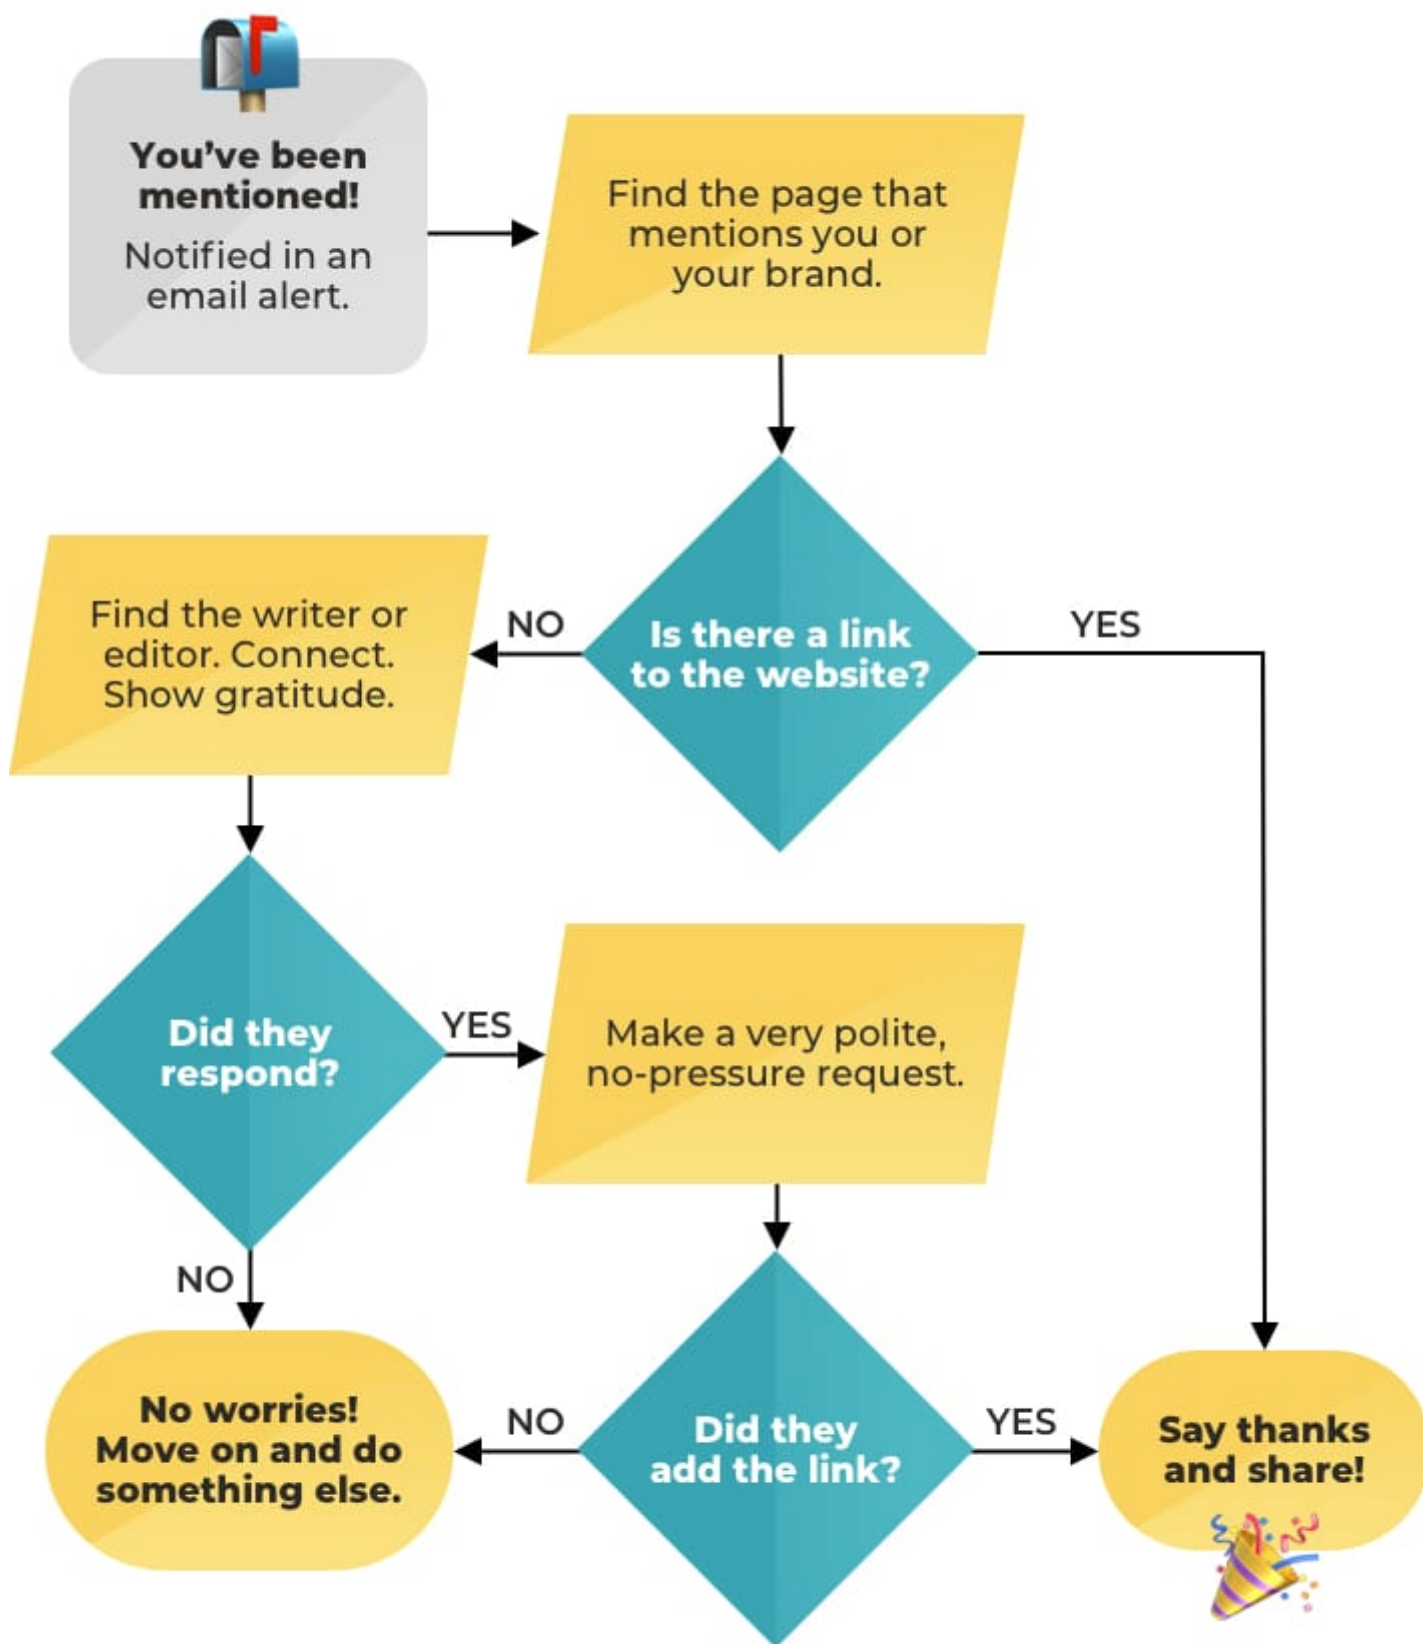 You've been
mentioned!
Notified in an
email alert.
Find the page that
mentions you or
your brand.
Is there a link
to the website?
NO
YES
Find the writer or
editor. Connect.
Show gratitude.
Did they
respond?
YES
NO
Make a very polite,
no-pressure request.
Did they
add the link?
NO
YES
No worries!
Move on and do
something else.
Say thanks
and share!